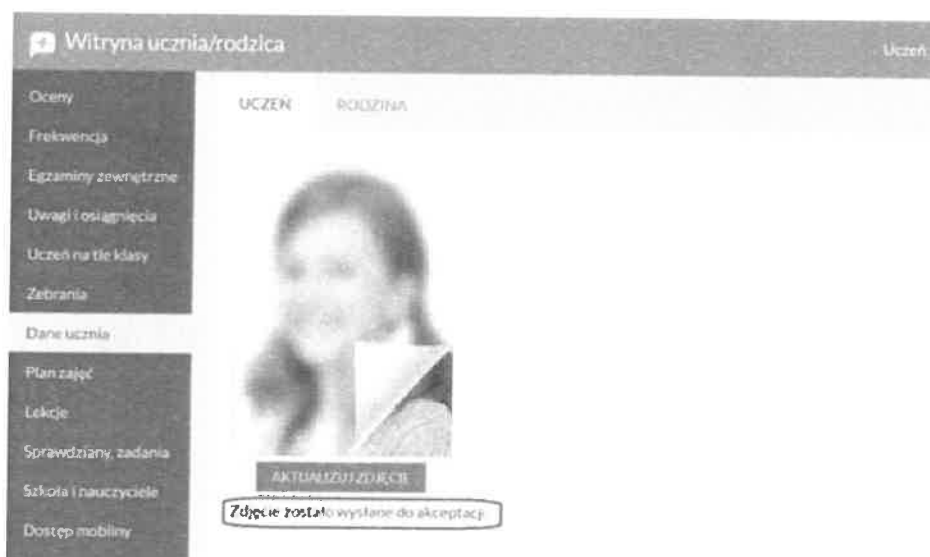 Witryna ucznia/rodzica
Uczeń
Oceny
Frekwencja
Egzaminy zewnętrzne
Uwagi i osiągnięcia
Uczeń na tle klasy
Zebrania
Dane ucznia
Plan zajęć
Lekcje
Sprawdziany, zadania
Szkoła i nauczyciele
Dostęp mobilny
UCZEŃ RODZINA
AKTUALIZUJ ZDJĘCIE
Zdjęcie zostało wysłane do akceptacji